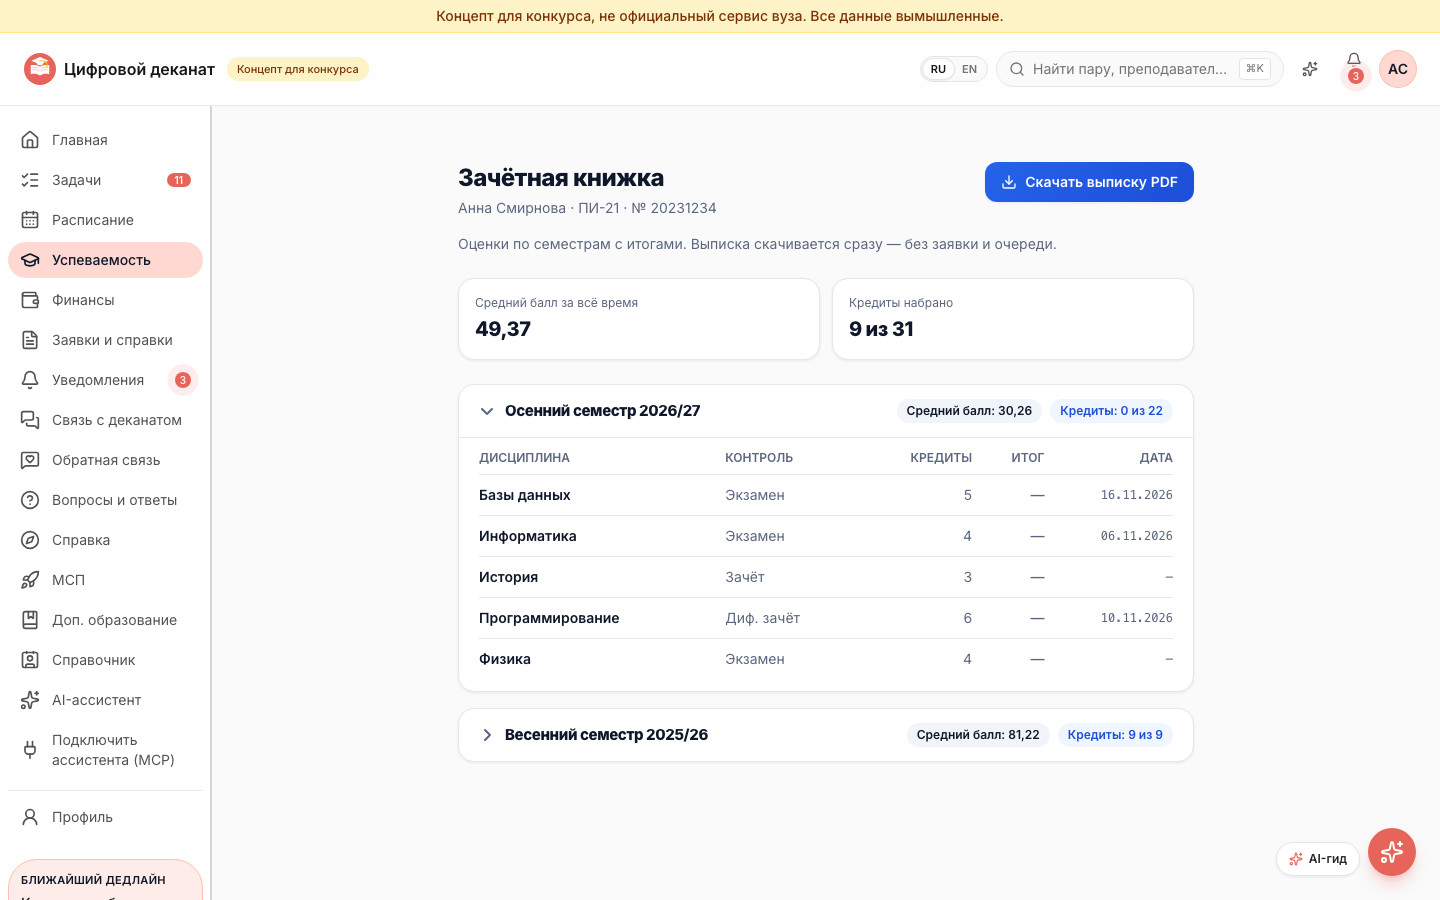 Концепт для конкурса, не официальный сервис вуза. Все данные вымышленные.
Цифровой деканат
Концепт для конкурса
RU EN
Найти пару, преподавател... ⌘K
3
АС
Главная
Задачи 11
Расписание
Успеваемость
Финансы
Заявки и справки
Уведомления 3
Связь с деканатом
Обратная связь
Вопросы и ответы
Справка
МСП
Доп. образование
Справочник
AI-ассистент
Подключить
ассистента (MCP)
Профиль
БЛИЖАЙШИЙ ДЕДЛАЙН
Зачётная книжка
Анна Смирнова · ПИ-21 · № 20231234
Скачать выписку PDF
Оценки по семестрам с итогами. Выписка скачивается сразу — без заявки и очереди.
Средний балл за всё время
49,37
Кредиты набрано
9 из 31
Осенний семестр 2026/27 Средний балл: 30,26 Кредиты: 0 из 22
ДИСЦИПЛИНА КОНТРОЛЬ КРЕДИТЫ ИТОГ ДАТА
Базы данных Экзамен 5 — 16.11.2026
Информатика Экзамен 4 — 06.11.2026
История Зачёт 3 — —
Программирование Диф. зачёт 6 — 10.11.2026
Физика Экзамен 4 — —
Весенний семестр 2025/26 Средний балл: 81,22 Кредиты: 9 из 9
AI-гид